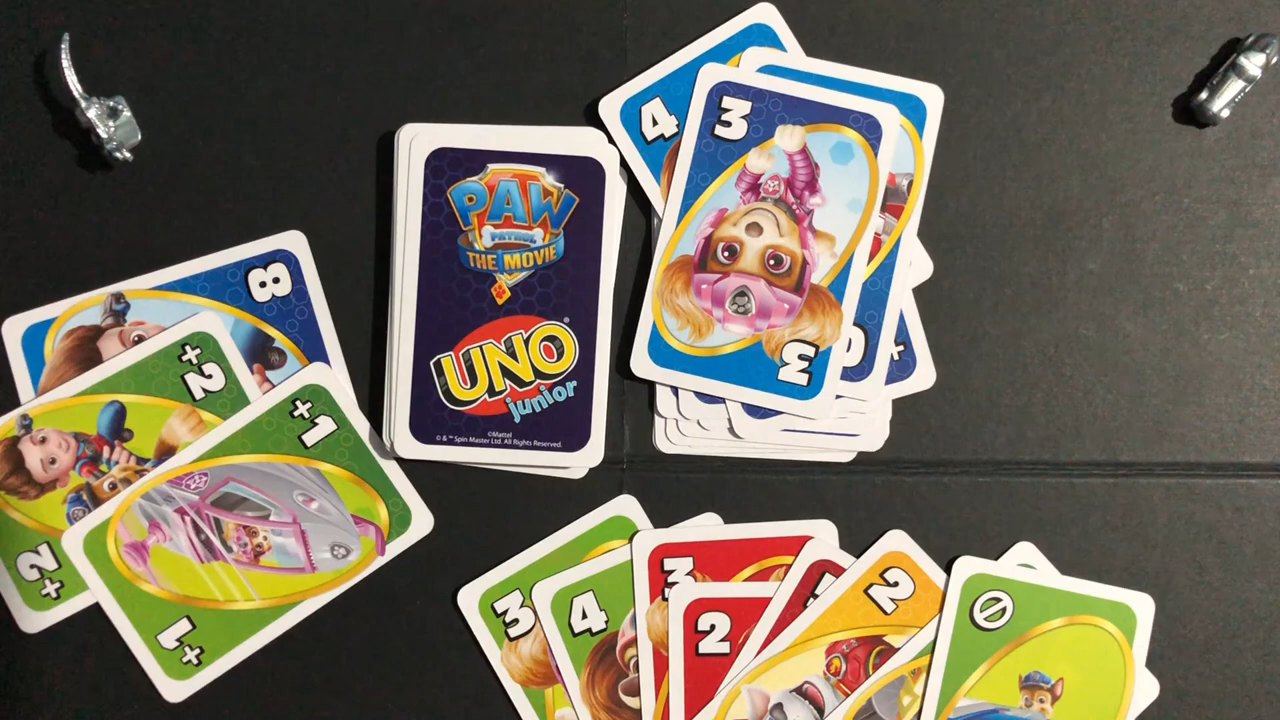 4
3
3
PAW
PATROL
THE MOVIE
UNO
®
junior
©Mattel
© & ™ Spin Master Ltd. All Rights Reserved.
8
+2
+2
+1
+1
3
4
3
2
2